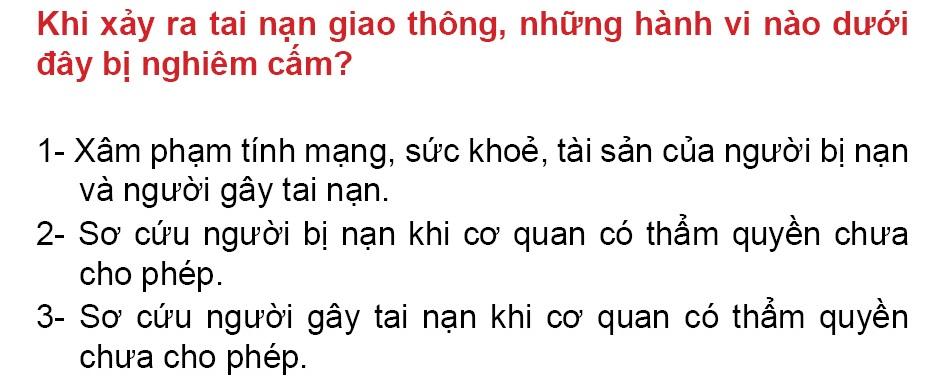 Khi xảy ra tai nạn giao thông, những hành vi nào dưới
đây bị nghiêm cấm?
1- Xâm phạm tính mạng, sức khoẻ, tài sản của người bị nạn
và người gây tai nạn.
2- Sơ cứu người bị nạn khi cơ quan có thẩm quyền chưa
cho phép.
3- Sơ cứu người gây tai nạn khi cơ quan có thẩm quyền
chưa cho phép.